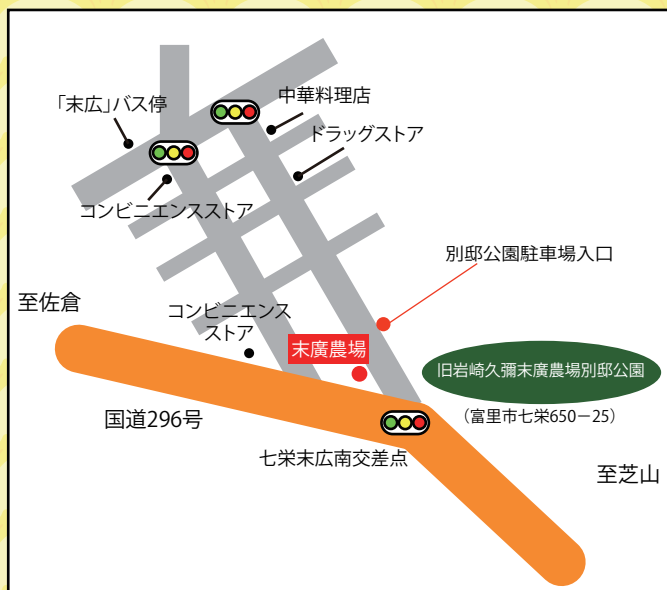 中華料理店
「末広」バス停
ドラッグストア
コンビニエンスストア
別邸公園駐車場入口
至佐倉
コンビニエンス
ストア
末廣農場
旧岩崎久彌末廣農場別邸公園
国道296号
(富里市七栄650－25)
七栄末広南交差点
至芝山